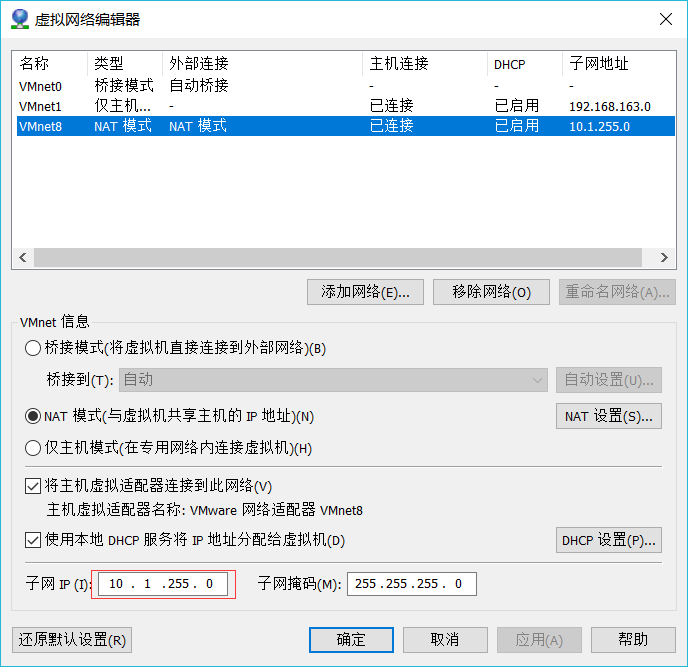 虚拟网络编辑器
名称 类型 外部连接 主机连接 DHCP 子网地址
VMnet0 桥接模式 自动桥接 - - -
VMnet1 仅主机... - 已连接 已启用 192.168.163.0
VMnet8 NAT 模式 NAT 模式 已连接 已启用 10.1.255.0
添加网络(E)... 移除网络(O) 重命名网络(A)...
VMnet 信息
桥接模式(将虚拟机直接连接到外部网络)(B)
桥接到(T): 自动 自动设置(U)...
NAT 模式(与虚拟机共享主机的 IP 地址)(N) NAT 设置(S)...
仅主机模式(在专用网络内连接虚拟机)(H)
将主机虚拟适配器连接到此网络(V)
主机虚拟适配器名称: VMware 网络适配器 VMnet8
使用本地 DHCP 服务将 IP 地址分配给虚拟机(D) DHCP 设置(P)...
子网 IP (I): 10 . 1 .255. 0 子网掩码(M): 255.255.255. 0
还原默认设置(R) 确定 取消 应用(A) 帮助